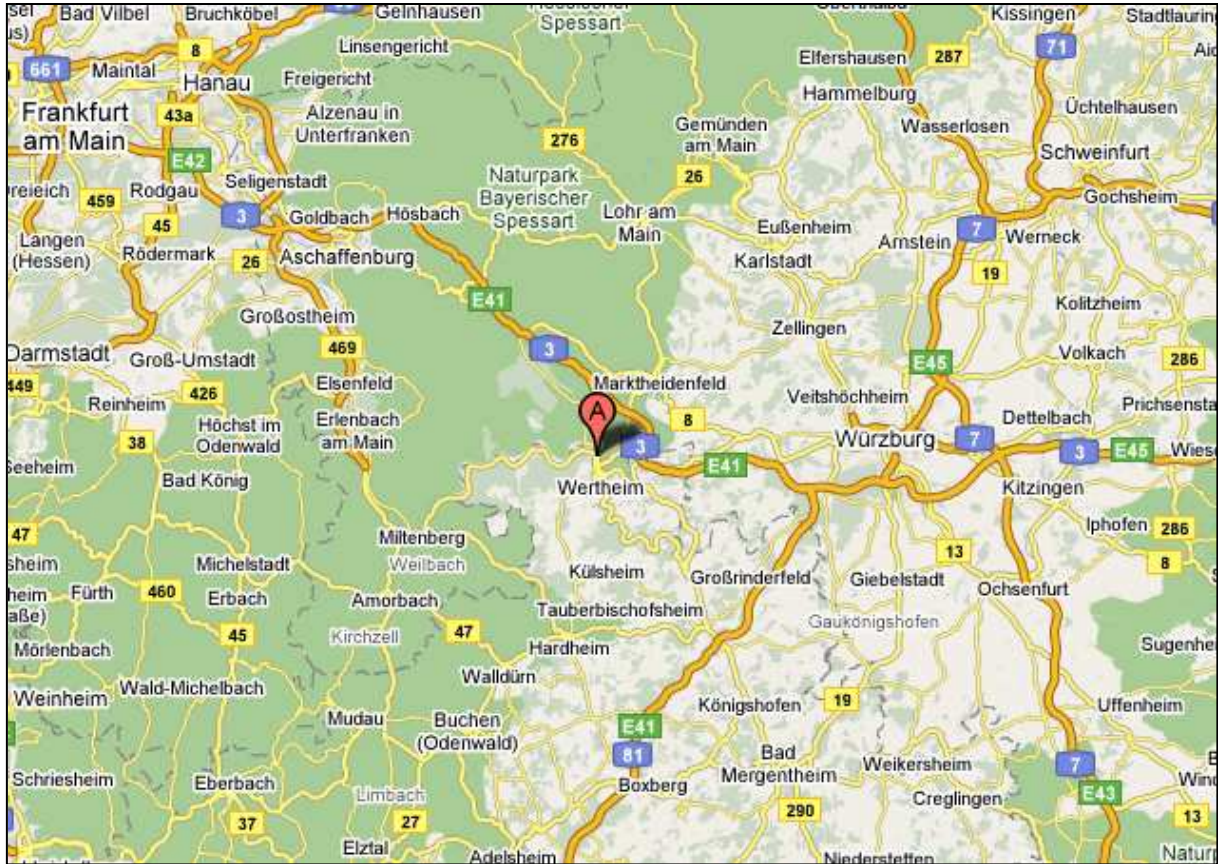 Bad Vilbel
Bruchköbel
Gelnhausen
Spessart
Kissingen
Stadtlauring
8
Linsengericht
Elfershausen
287
71
661
Maintal
Hanau
Freigericht
Hammelburg
Üchtelhausen
Frankfurt
am Main
43a
Alzenau in
Unterfranken
276
Gemünden
am Main
Wasserlosen
Schweinfurt
E42
Seligenstadt
Naturpark
Bayerischer
Spessart
26
Gochsheim
459
Rodgau
45
3
Goldbach
Hösbach
Lohr am
Main
Eußenheim
Arnstein
7
Werneck
Langen
(Hessen)
Rödermark
26
Aschaffenburg
Karlstadt
19
E41
Kolitzheim
Großostheim
Zellingen
Darmstadt
Groß-Umstadt
469
3
E45
Volkach
286
449
426
Elsenfeld
Marktheidenfeld
Veitshöchheim
Dettelbach
Prichsensta
Reinheim
Höchst im
Odenwald
Erlenbach
am Main
A
8
38
Würzburg
7
3
E45
Wiese
Seeheim
Bad König
3
E41
Wertheim
Kitzingen
47
Miltenberg
Iphofen
286
13
8
sheim
Michelstadt
Weilbach
Külsheim
Großrinderfeld
Giebelstadt
Ochsenfurt
Fürth
460
Erbach
Amorbach
Tauberbischofsheim
Gaukönigshofen
45
Kirchzell
47
Hardheim
Sugenhe
Mörlenbach
Walldürn
Weinheim
Wald-Michelbach
Königshofen
19
Uffenheim
Mudau
Buchen
(Odenwald)
E41
81
Bad
Mergentheim
Weikersheim
7
Schriesheim
Eberbach
Limbach
Boxberg
Creglingen
E43
37
27
290
13
Elztal
Adelsheim
Niederstetten
Natur